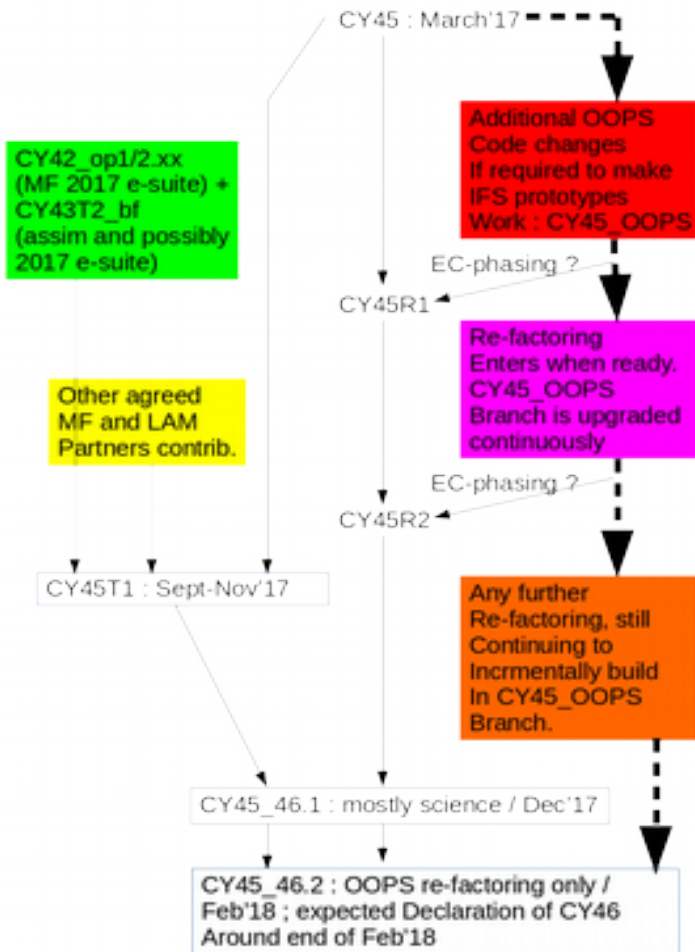 CY45 : March'17
Additional OOPS
Code changes
If required to make
IFS prototypes
Work : CY45_OOPS
CY42_op1/2.xx
(MF 2017 e-suite) +
CY43T2_bf
(assim and possibly
2017 e-suite)
EC-phasing ?
CY45R1
Re-factoring
Enters when ready.
CY45_OOPS
Branch is upgraded
continuously
Other agreed
MF and LAM
Partners contrib.
EC-phasing ?
CY45R2
CY45T1 : Sept-Nov'17
Any further
Re-factoring, still
Continuing to
Incrmentally build
In CY45_OOPS
Branch.
CY45_46.1 : mostly science / Dec'17
CY45_46.2 : OOPS re-factoring only /
Feb'18 ; expected Declaration of CY46
Around end of Feb'18